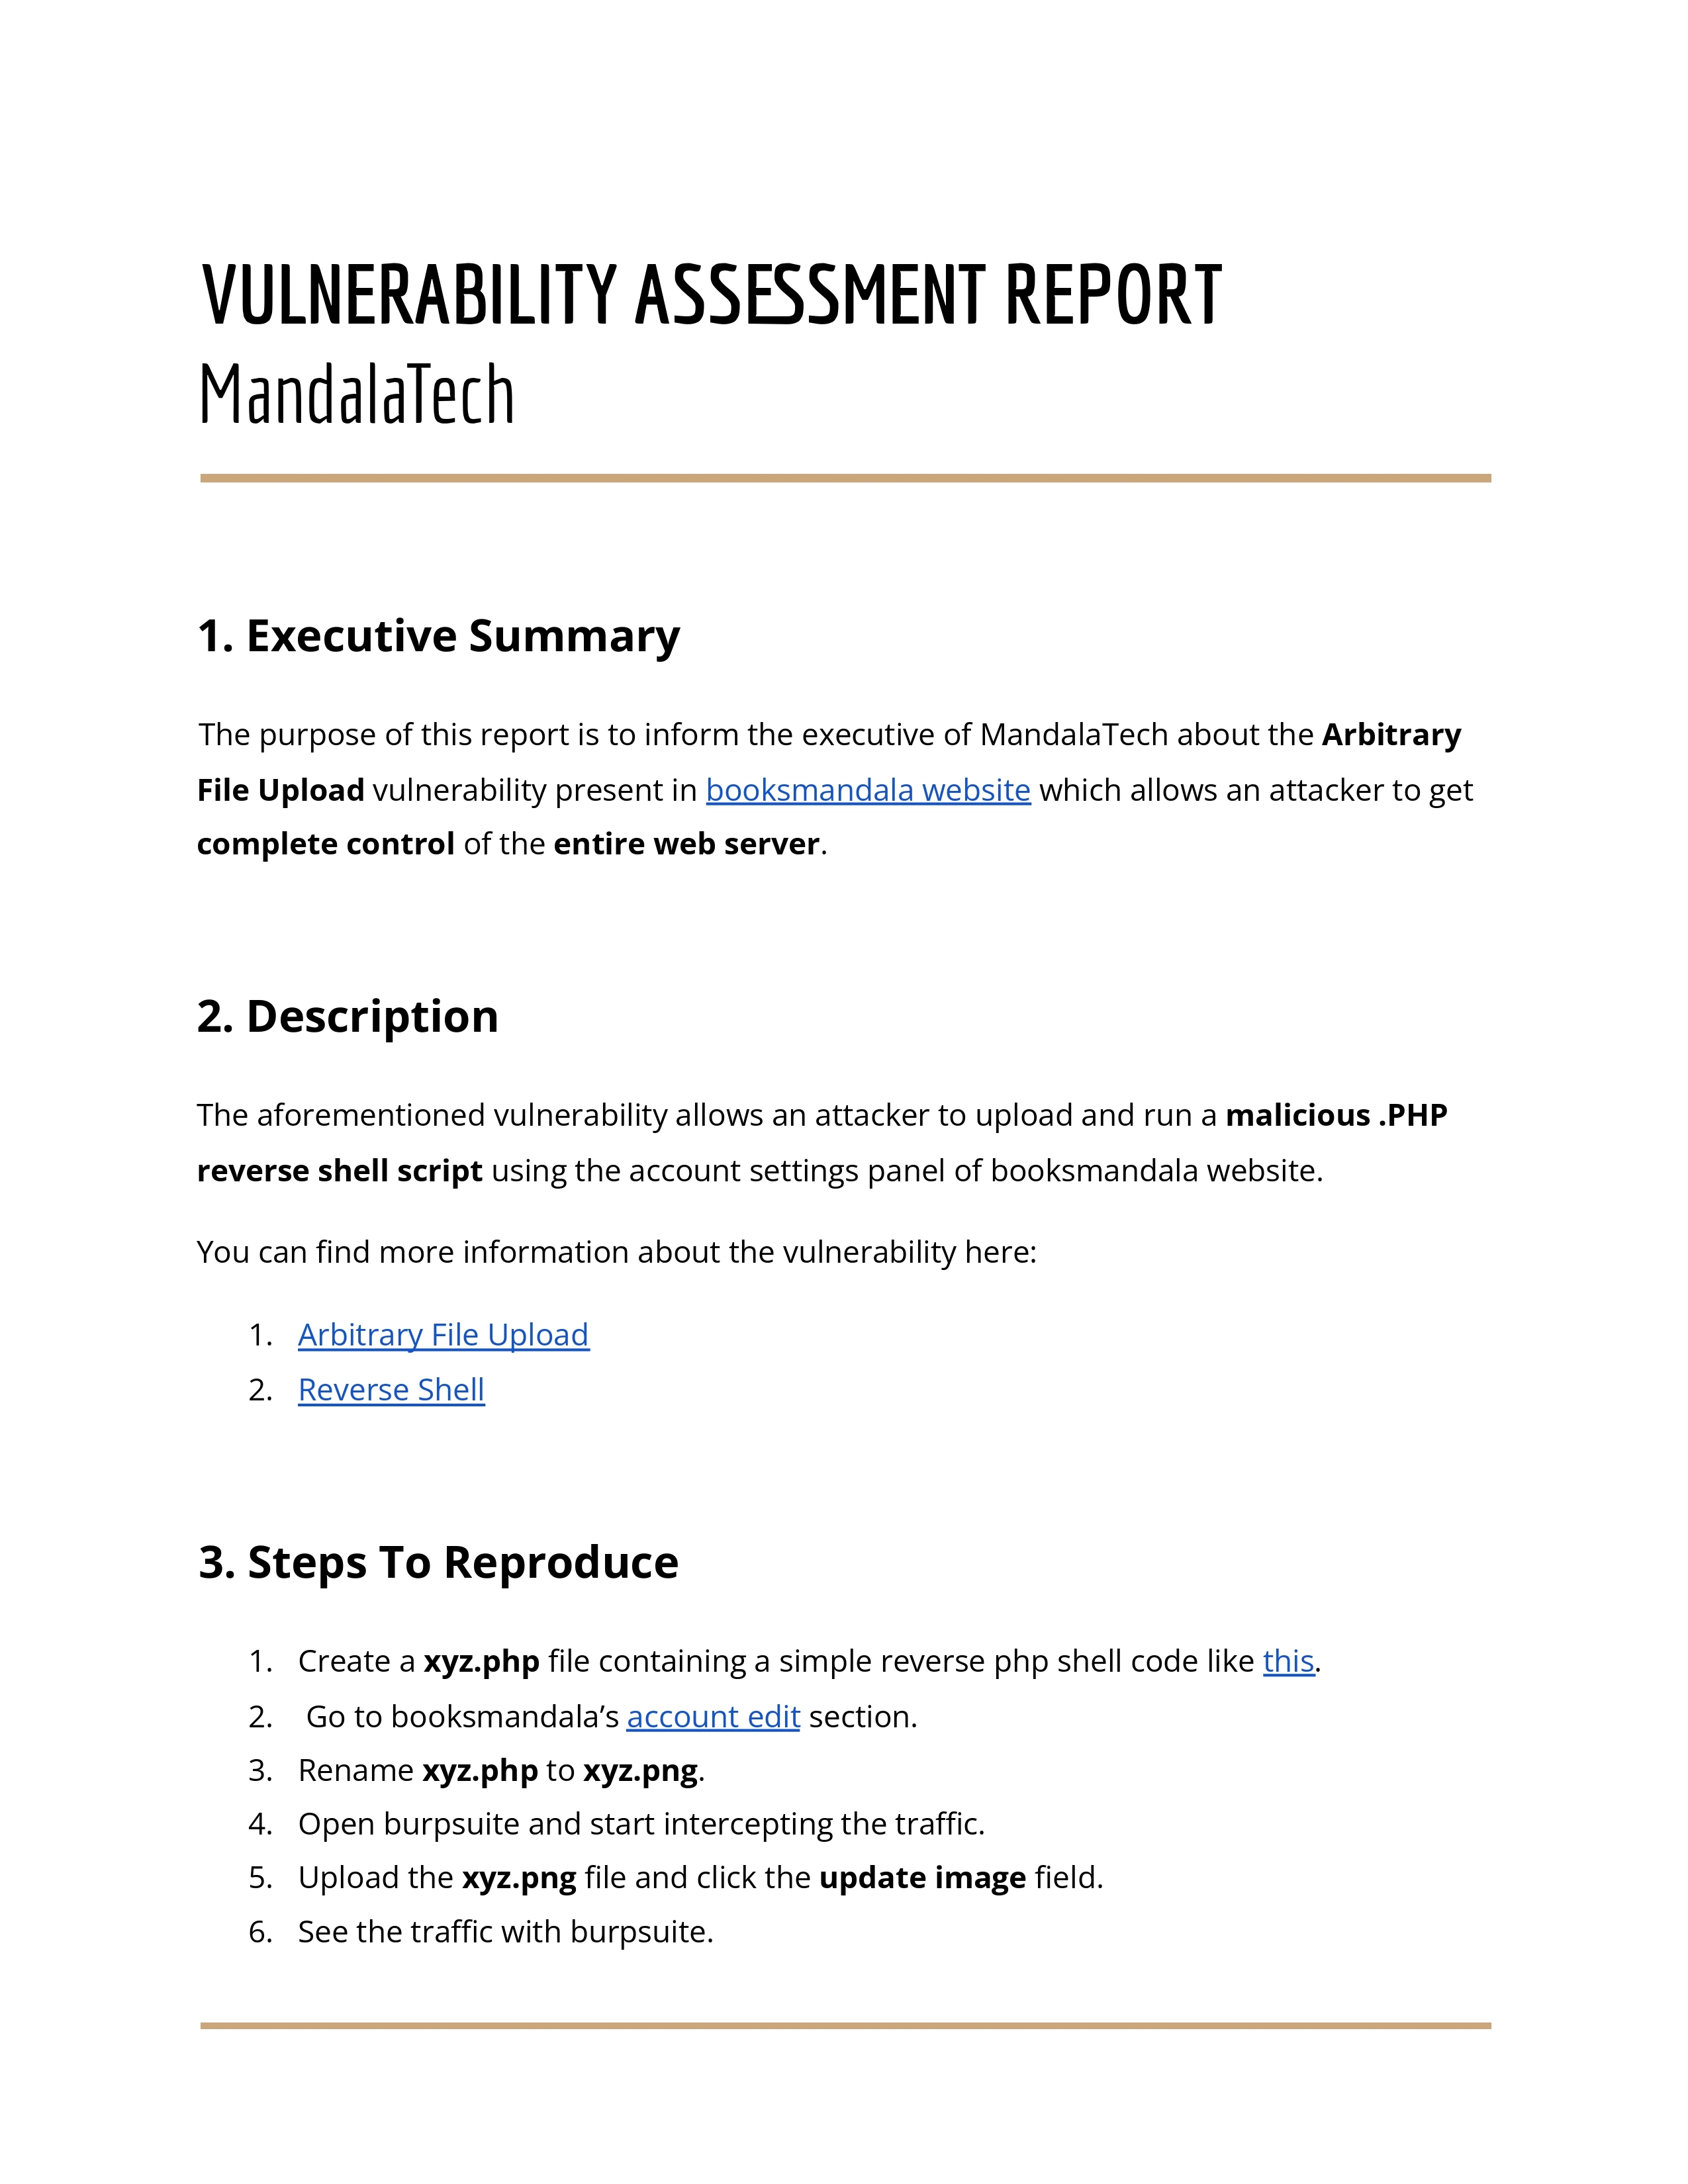 VULNERABILITY ASSESSMENT REPORT
MandalaTech
1. Executive Summary
The purpose of this report is to inform the executive of MandalaTech about the Arbitrary
File Upload vulnerability present in booksmandala website which allows an attacker to get
complete control of the entire web server.
2. Description
The aforementioned vulnerability allows an attacker to upload and run a malicious .PHP
reverse shell script using the account settings panel of booksmandala website.
You can find more information about the vulnerability here:
1. Arbitrary File Upload
2. Reverse Shell
3. Steps To Reproduce
1. Create a xyz.php file containing a simple reverse php shell code like this.
2. Go to booksmandala’s account edit section.
3. Rename xyz.php to xyz.png.
4. Open burpsuite and start intercepting the traffic.
5. Upload the xyz.png file and click the update image field.
6. See the traffic with burpsuite.